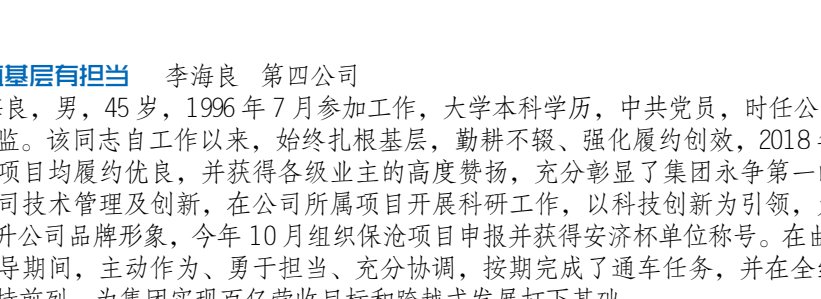 基层有担当 李海良 第四公司
良，男，45岁，1996年7月参加工作，大学本科学历，中共党员，时任公
监。该同志自工作以来，始终扎根基层，勤耕不辍、强化履约创效，2018
项目均履约优良，并获得各级业主的高度赞扬，充分彰显了集团永争第一
司技术管理及创新，在公司所属项目开展科研工作，以科技创新为引领，
升公司品牌形象，今年10月组织保沧项目申报并获得安济杯单位称号。在曲
导期间，主动作为、勇于担当、充分协调，按期完成了通车任务，并在全
持前列，为集团实现百亿营收目标和跨越式发展打下基础